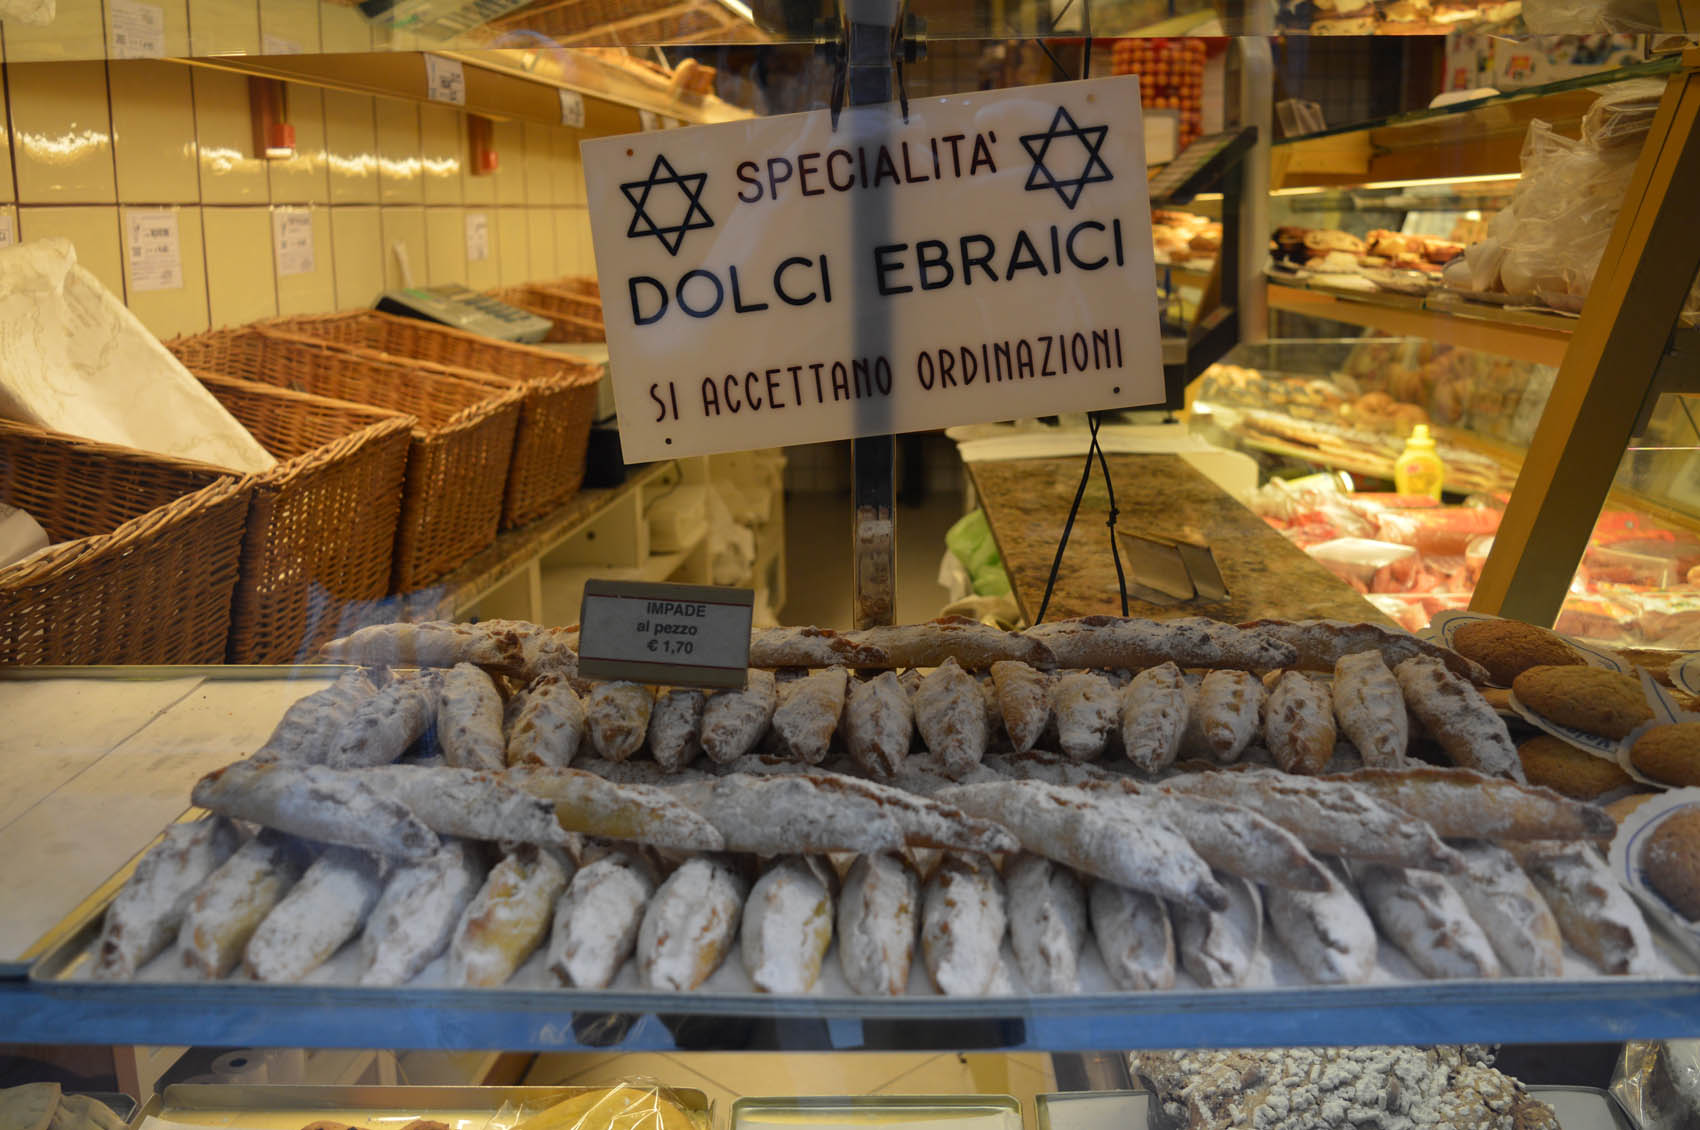 SPECIALITA'
DOLCI EBRAICI
SI ACCETTANO ORDINAZIONI
IMPADE
al pezzo
€ 1,70